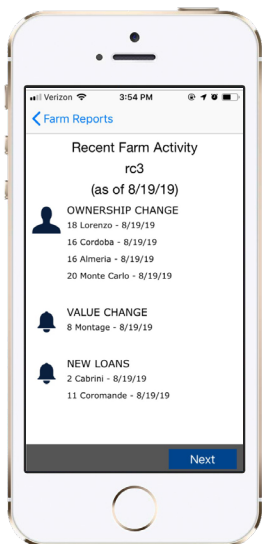 Verizon 3:54 PM
Farm Reports
Recent Farm Activity
rc3
(as of 8/19/19)
OWNERSHIP CHANGE
18 Lorenzo - 8/19/19
16 Cordoba - 8/19/19
16 Almeria - 8/19/19
20 Monte Carlo - 8/19/19
VALUE CHANGE
8 Montage - 8/19/19
NEW LOANS
2 Cabrini - 8/19/19
11 Coromande - 8/19/19
Next